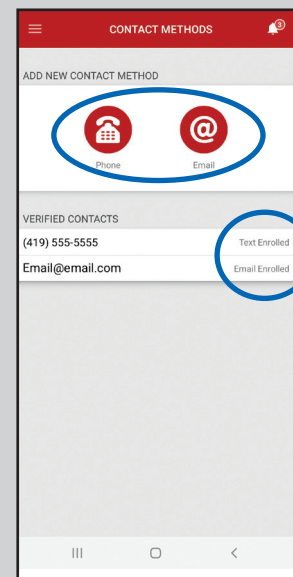 CONTACT METHODS
3
ADD NEW CONTACT METHOD
@
Phone Email
VERIFIED CONTACTS
(419) 555-5555 Text Enrolled
Email@email.com Email Enrolled